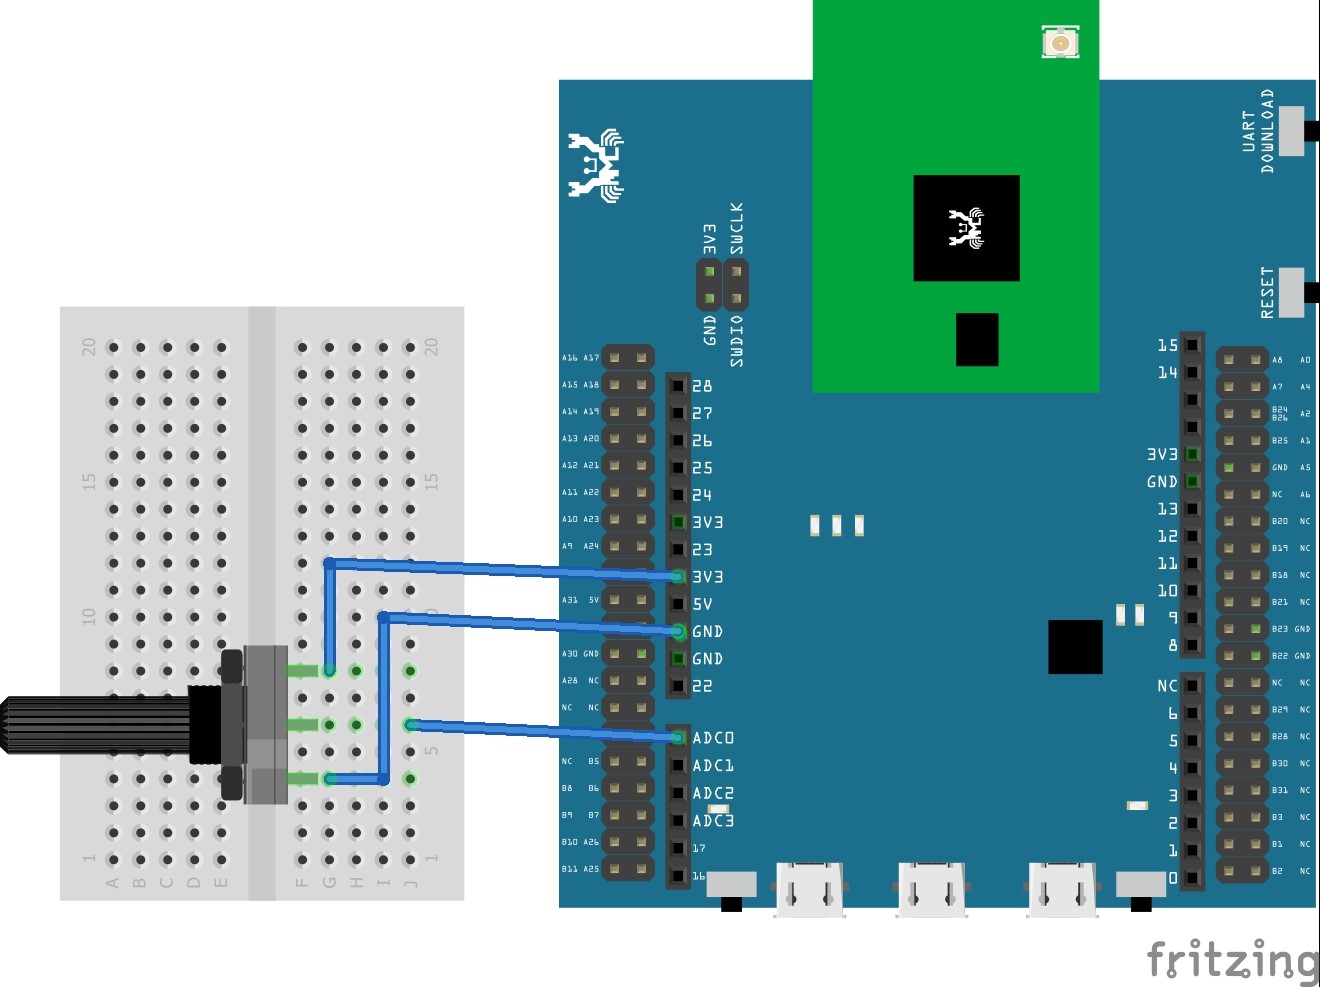 UART
DOWNLOAD
3V3
SWCLK
GND
SWDIO
RESET
20
20
15
15
10
5
1
1
A B C D E F G H I J
A16 A17
A15 A18
A14 A19
A13 A20
A12 A21
A11 A22
A10 A23
A9 A24
A31 5V
A30 GND
A28 NC
NC NC
NC B5
B8 B6
B9 B7
B10 A26
B11 A25
28
27
26
25
24
3V3
23
3V3
5V
GND
GND
22
ADC0
ADC1
ADC2
ADC3
17
16
15
14
3V3
GND
13
12
11
10
9
8
NC
6
5
4
3
2
1
0
A8 A0
A7 A4
B24
B26 A2
B25 A1
GND A5
NC A6
B20 NC
B19 NC
B18 NC
B21 NC
B23 GND
B22 GND
NC NC
B29 NC
B28 NC
B30 NC
B31 NC
B3 NC
B1 NC
B2 NC
fritzing